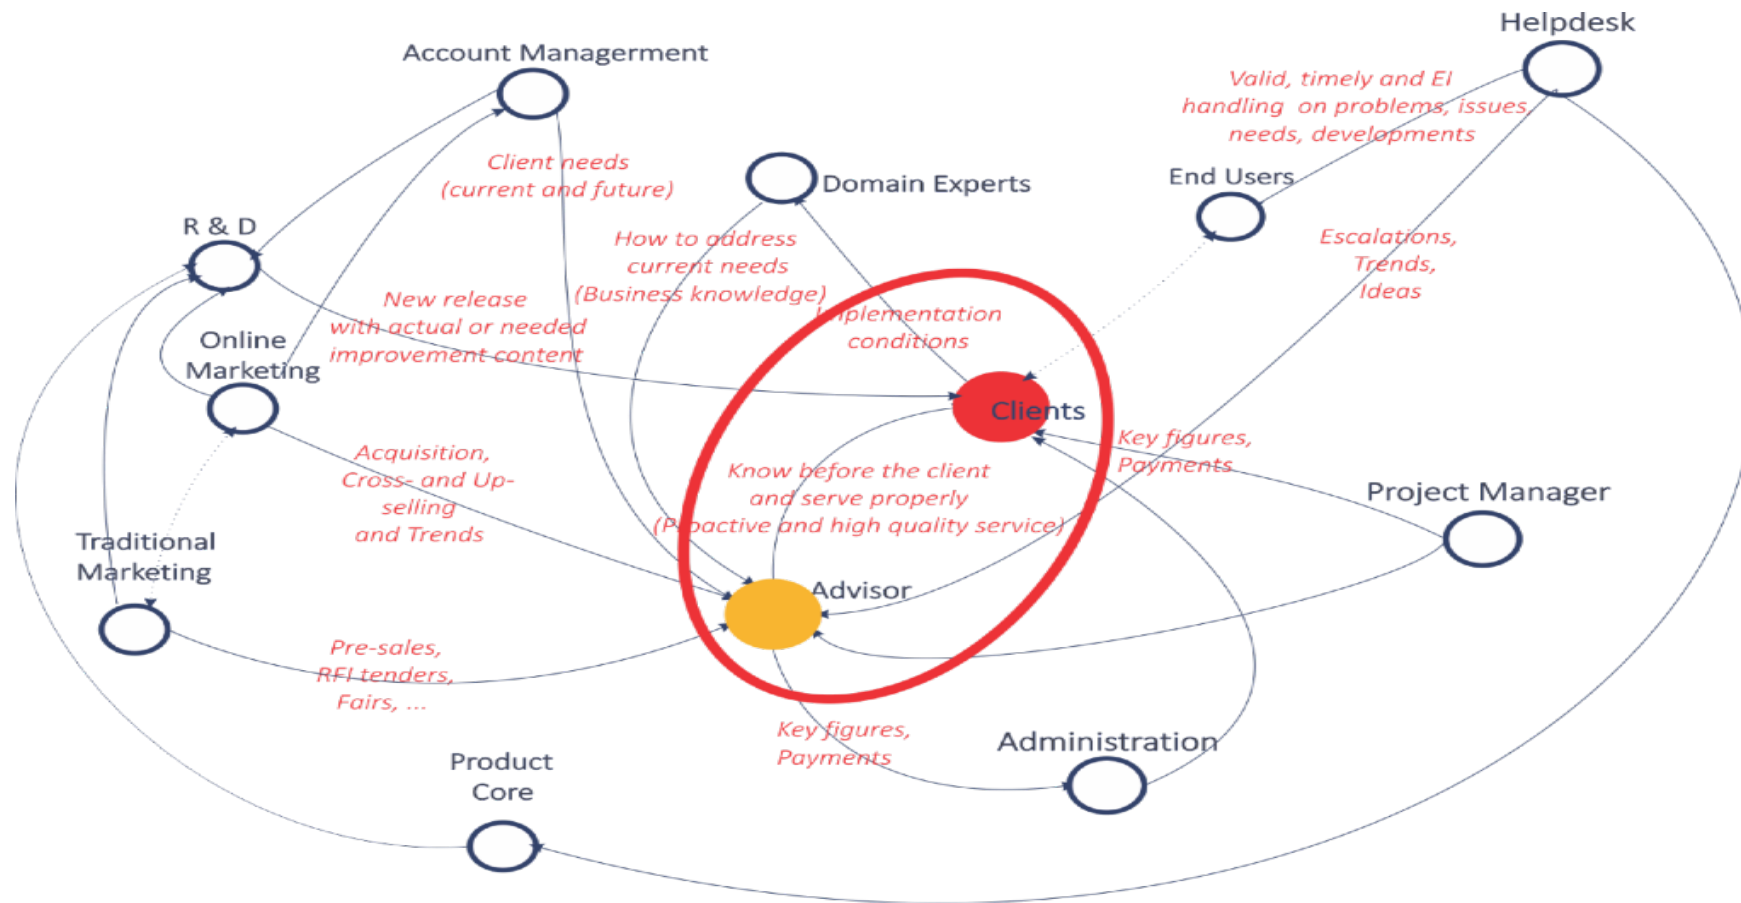 Helpdesk
Account Managerment
Valid, timely and EI
handling on problems, issues,
needs, developments
Client needs
(current and future)
Domain Experts
End Users
R & D
How to address
current needs
(Business knowledge)
Escalations,
Trends,
Ideas
New release
with actual or needed
improvement content
Implementation
conditions
Online
Marketing
Clients
Key figures,
Payments
Acquisition,
Cross- and Up-
selling
and Trends
Know before the client
and serve properly
(Proactive and high quality service)
Project Manager
Traditional
Marketing
Advisor
Pre-sales,
RFI tenders,
Fairs, ...
Key figures,
Payments
Administration
Product
Core